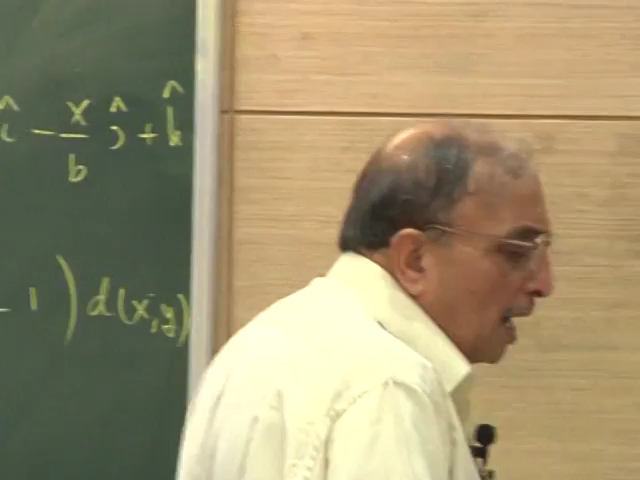 î - x/b ĵ + k̂
- 1 ) d(x,y)